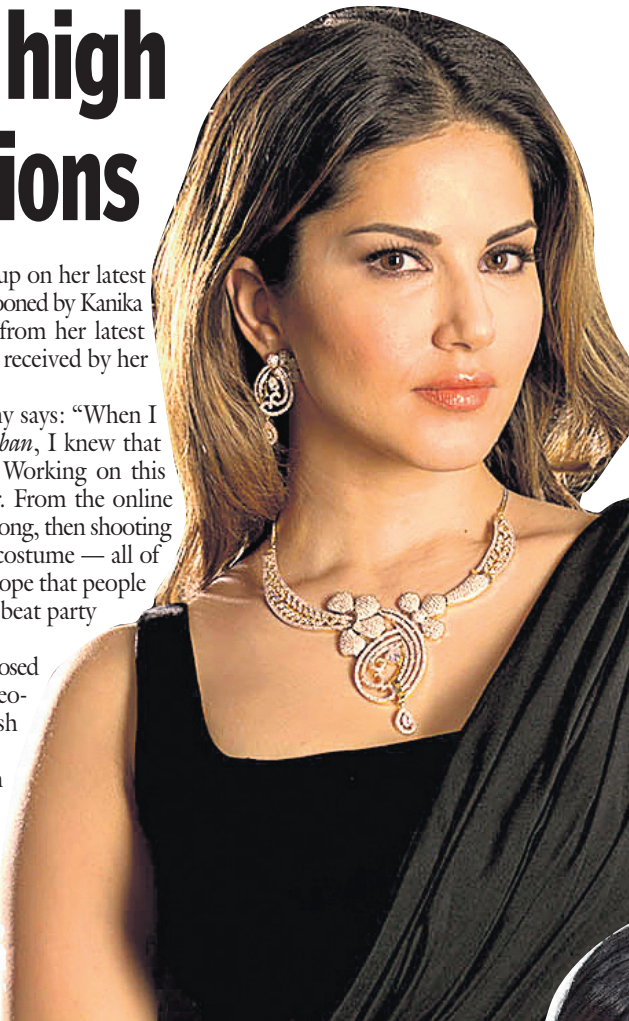 high
ions
up on her latest
ooned by Kanika
from her latest
received by her
ny says: “When I
ban, I knew that
Working on this
r. From the online
ong, then shooting
costume — all of
ope that people
beat party
osed
eo-
sh
n